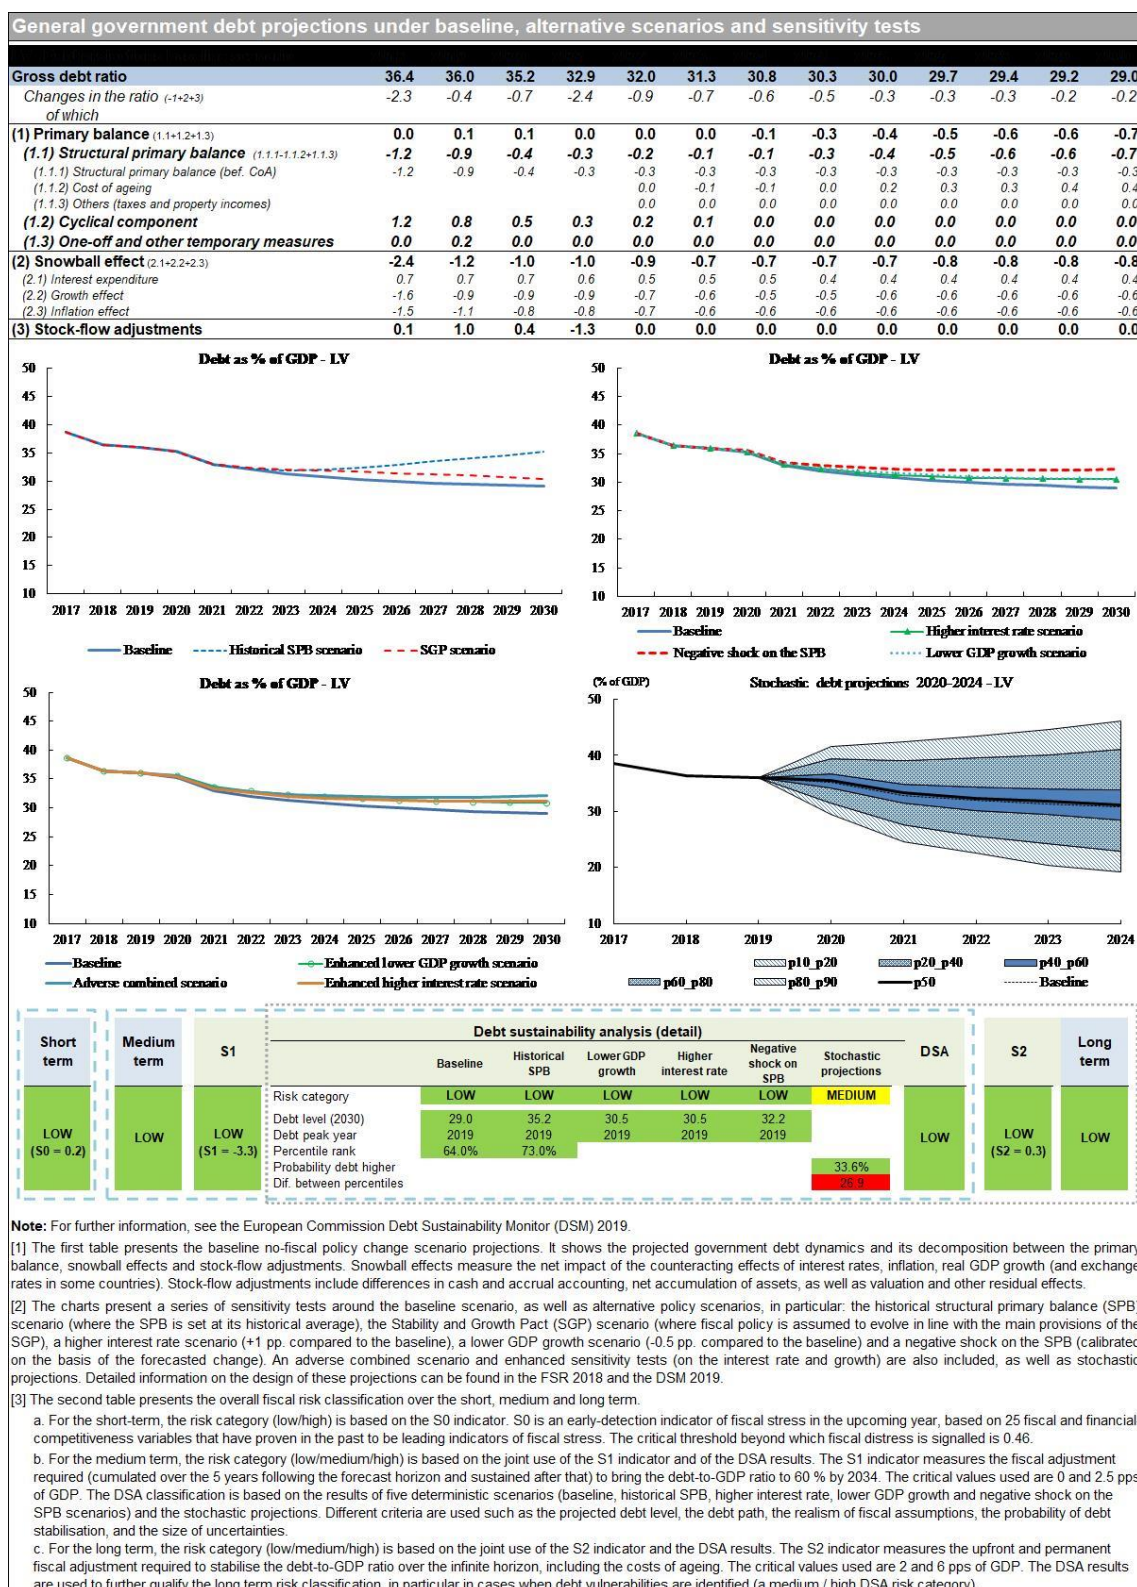 General government debt projections under baseline, alternative scenarios and sensitivity tests
Gross debt ratio 36.4 36.0 35.2 32.9 32.0 31.3 30.8 30.3 30.0 29.7 29.4 29.2 29.0
Changes in the ratio (-1+2+3) -2.3 -0.4 -0.7 -2.4 -0.9 -0.7 -0.6 -0.5 -0.3 -0.3 -0.3 -0.2 -0.2
of which
(1) Primary balance (1.1+1.2+1.3) 0.0 0.1 0.1 0.0 0.0 0.0 -0.1 -0.3 -0.4 -0.5 -0.6 -0.6 -0.7
(1.1) Structural primary balance (1.1.1-1.1.2+1.1.3) -1.2 -0.9 -0.4 -0.3 -0.2 -0.1 -0.1 -0.3 -0.4 -0.5 -0.6 -0.6 -0.7
(1.1.1) Structural primary balance (bef. CoA) -1.2 -0.9 -0.4 -0.3 -0.3 -0.3 -0.3 -0.3 -0.3 -0.3 -0.3 -0.3 -0.3
(1.1.2) Cost of ageing 0.0 -0.1 -0.1 0.0 0.2 0.3 0.3 0.4 0.4
(1.1.3) Others (taxes and property incomes) 0.0 0.0 0.0 0.0 0.0 0.0 0.0 0.0 0.0
(1.2) Cyclical component 1.2 0.8 0.5 0.3 0.2 0.1 0.0 0.0 0.0 0.0 0.0 0.0 0.0
(1.3) One-off and other temporary measures 0.0 0.2 0.0 0.0 0.0 0.0 0.0 0.0 0.0 0.0 0.0 0.0 0.0
(2) Snowball effect (2.1+2.2+2.3) -2.4 -1.2 -1.0 -1.0 -0.9 -0.7 -0.7 -0.7 -0.7 -0.8 -0.8 -0.8 -0.8
(2.1) Interest expenditure 0.7 0.7 0.7 0.6 0.5 0.5 0.5 0.4 0.4 0.4 0.4 0.4 0.4
(2.2) Growth effect -1.6 -0.9 -0.9 -0.9 -0.7 -0.6 -0.5 -0.5 -0.6 -0.6 -0.6 -0.6 -0.6
(2.3) Inflation effect -1.5 -1.1 -0.8 -0.8 -0.7 -0.6 -0.6 -0.6 -0.6 -0.6 -0.6 -0.6 -0.6
(3) Stock-flow adjustments 0.1 1.0 0.4 -1.3 0.0 0.0 0.0 0.0 0.0 0.0 0.0 0.0 0.0
Debt as % of GDP - LV
50
45
40
35
30
25
20
15
10
2017 2018 2019 2020 2021 2022 2023 2024 2025 2026 2027 2028 2029 2030
Baseline Historical SPB scenario SGP scenario
Debt as % of GDP - LV
50
45
40
35
30
25
20
15
10
2017 2018 2019 2020 2021 2022 2023 2024 2025 2026 2027 2028 2029 2030
Baseline Higher interest rate scenario
Negative shock on the SPB Lower GDP growth scenario
Debt as % of GDP - LV
50
45
40
35
30
25
20
15
10
2017 2018 2019 2020 2021 2022 2023 2024 2025 2026 2027 2028 2029 2030
Baseline Enhanced lower GDP growth scenario
Adverse combined scenario Enhanced higher interest rate scenario
(% of GDP) Stochastic debt projections 2020-2024 - LV
50
40
30
20
10
2017 2018 2019 2020 2021 2022 2023 2024
p10_p20 p20_p40 p40_p60
p60_p80 p80_p90 p50 Baseline
Short term
LOW
(S0 = 0.2)
Medium term
LOW
S1
LOW
(S1 = -3.3)
Debt sustainability analysis (detail)
Baseline Historical SPB Lower GDP growth Higher interest rate Negative shock on SPB Stochastic projections
Risk category LOW LOW LOW LOW LOW MEDIUM
Debt level (2030) 29.0 35.2 30.5 30.5 32.2
Debt peak year 2019 2019 2019 2019 2019
Percentile rank 64.0% 73.0%
Probability debt higher 33.6%
Dif. between percentiles 26.9
DSA
LOW
S2
LOW
(S2 = 0.3)
Long term
LOW
Note: For further information, see the European Commission Debt Sustainability Monitor (DSM) 2019.
[1] The first table presents the baseline no-fiscal policy change scenario projections. It shows the projected government debt dynamics and its decomposition between the primary
balance, snowball effects and stock-flow adjustments. Snowball effects measure the net impact of the counteracting effects of interest rates, inflation, real GDP growth (and exchange
rates in some countries). Stock-flow adjustments include differences in cash and accrual accounting, net accumulation of assets, as well as valuation and other residual effects.
[2] The charts present a series of sensitivity tests around the baseline scenario, as well as alternative policy scenarios, in particular: the historical structural primary balance (SPB)
scenario (where the SPB is set at its historical average), the Stability and Growth Pact (SGP) scenario (where fiscal policy is assumed to evolve in line with the main provisions of the
SGP), a higher interest rate scenario (+1 pp. compared to the baseline), a lower GDP growth scenario (-0.5 pp. compared to the baseline) and a negative shock on the SPB (calibrated
on the basis of the forecasted change). An adverse combined scenario and enhanced sensitivity tests (on the interest rate and growth) are also included, as well as stochastic
projections. Detailed information on the design of these projections can be found in the FSR 2018 and the DSM 2019.
[3] The second table presents the overall fiscal risk classification over the short, medium and long term.
a. For the short-term, the risk category (low/high) is based on the S0 indicator. S0 is an early-detection indicator of fiscal stress in the upcoming year, based on 25 fiscal and financial
competitiveness variables that have proven in the past to be leading indicators of fiscal stress. The critical threshold beyond which fiscal distress is signalled is 0.46.
b. For the medium term, the risk category (low/medium/high) is based on the joint use of the S1 indicator and of the DSA results. The S1 indicator measures the fiscal adjustment
required (cumulated over the 5 years following the forecast horizon and sustained after that) to bring the debt-to-GDP ratio to 60 % by 2034. The critical values used are 0 and 2.5 pps
of GDP. The DSA classification is based on the results of five deterministic scenarios (baseline, historical SPB, higher interest rate, lower GDP growth and negative shock on the
SPB scenarios) and the stochastic projections. Different criteria are used such as the projected debt level, the debt path, the realism of fiscal assumptions, the probability of debt
stabilisation, and the size of uncertainties.
c. For the long term, the risk category (low/medium/high) is based on the joint use of the S2 indicator and the DSA results. The S2 indicator measures the upfront and permanent
fiscal adjustment required to stabilise the debt-to-GDP ratio over the infinite horizon, including the costs of ageing. The critical values used are 2 and 6 pps of GDP. The DSA results
are used to further qualify the long term risk classification, in particular in cases when debt vulnerabilities are identified (a medium / high DSA risk category).